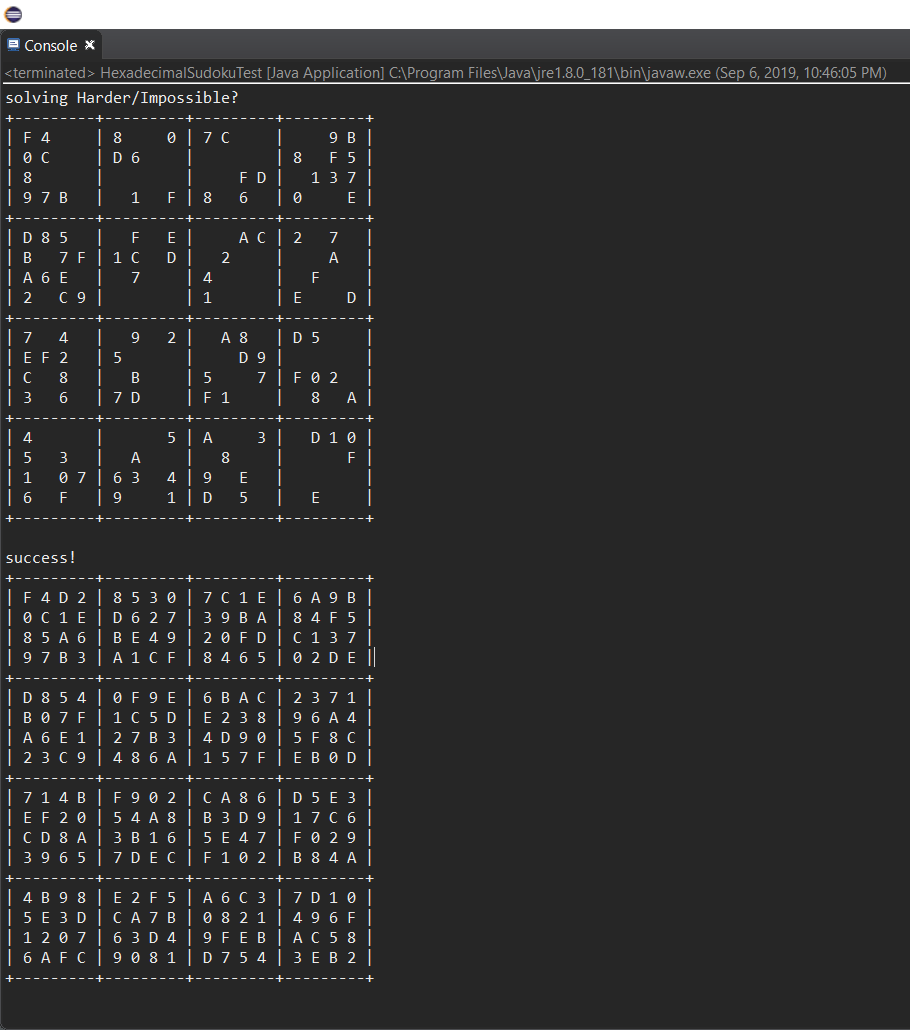 Console
<terminated> HexadecimalSudokuTest [Java Application] C:\Program Files\Java\jre1.8.0_181\bin\javaw.exe (Sep 6, 2019, 10:46:05 PM)
solving Harder/Impossible?
+---------+---------+---------+---------+
| F 4     | 8     0 | 7 C     |     9 B |
| 0 C     | D 6     |         | 8   F 5 |
| 8       |         |     F D |   1 3 7 |
| 9 7 B   |   1   F | 8   6   | 0     E |
+---------+---------+---------+---------+
| D 8 5   |   F   E |     A C | 2   7   |
| B   7 F | 1 C   D |   2     |     A   |
| A 6 E   |   7     | 4       |   F     |
| 2   C 9 |         | 1       | E     D |
+---------+---------+---------+---------+
| 7   4   |   9   2 |   A 8   | D 5     |
| E F 2   | 5       |     D 9 |         |
| C   8   |   B     | 5     7 | F 0 2   |
| 3   6   | 7 D     | F 1     |   8   A |
+---------+---------+---------+---------+
| 4       |       5 | A     3 |   D 1 0 |
| 5   3   |   A     |   8     |       F |
| 1   0 7 | 6 3   4 | 9   E   |         |
| 6   F   | 9     1 | D   5   |   E     |
+---------+---------+---------+---------+
success!
+---------+---------+---------+---------+
| F 4 D 2 | 8 5 3 0 | 7 C 1 E | 6 A 9 B |
| 0 C 1 E | D 6 2 7 | 3 9 B A | 8 4 F 5 |
| 8 5 A 6 | B E 4 9 | 2 0 F D | C 1 3 7 |
| 9 7 B 3 | A 1 C F | 8 4 6 5 | 0 2 D E |
+---------+---------+---------+---------+
| D 8 5 4 | 0 F 9 E | 6 B A C | 2 3 7 1 |
| B 0 7 F | 1 C 5 D | E 2 3 8 | 9 6 A 4 |
| A 6 E 1 | 2 7 B 3 | 4 D 9 0 | 5 F 8 C |
| 2 3 C 9 | 4 8 6 A | 1 5 7 F | E B 0 D |
+---------+---------+---------+---------+
| 7 1 4 B | F 9 0 2 | C A 8 6 | D 5 E 3 |
| E F 2 0 | 5 4 A 8 | B 3 D 9 | 1 7 C 6 |
| C D 8 A | 3 B 1 6 | 5 E 4 7 | F 0 2 9 |
| 3 9 6 5 | 7 D E C | F 1 0 2 | B 8 4 A |
+---------+---------+---------+---------+
| 4 B 9 8 | E 2 F 5 | A 6 C 3 | 7 D 1 0 |
| 5 E 3 D | C A 7 B | 0 8 2 1 | 4 9 6 F |
| 1 2 0 7 | 6 3 D 4 | 9 F E B | A C 5 8 |
| 6 A F C | 9 0 8 1 | D 7 5 4 | 3 E B 2 |
+---------+---------+---------+---------+